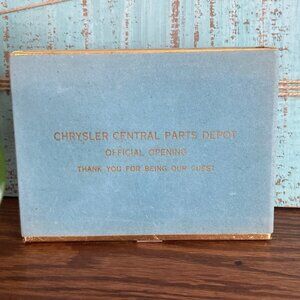 CHRYSLER CENTRAL PARTS DEPOT
OFFICIAL OPENING
THANK YOU FOR BEING OUR GUEST